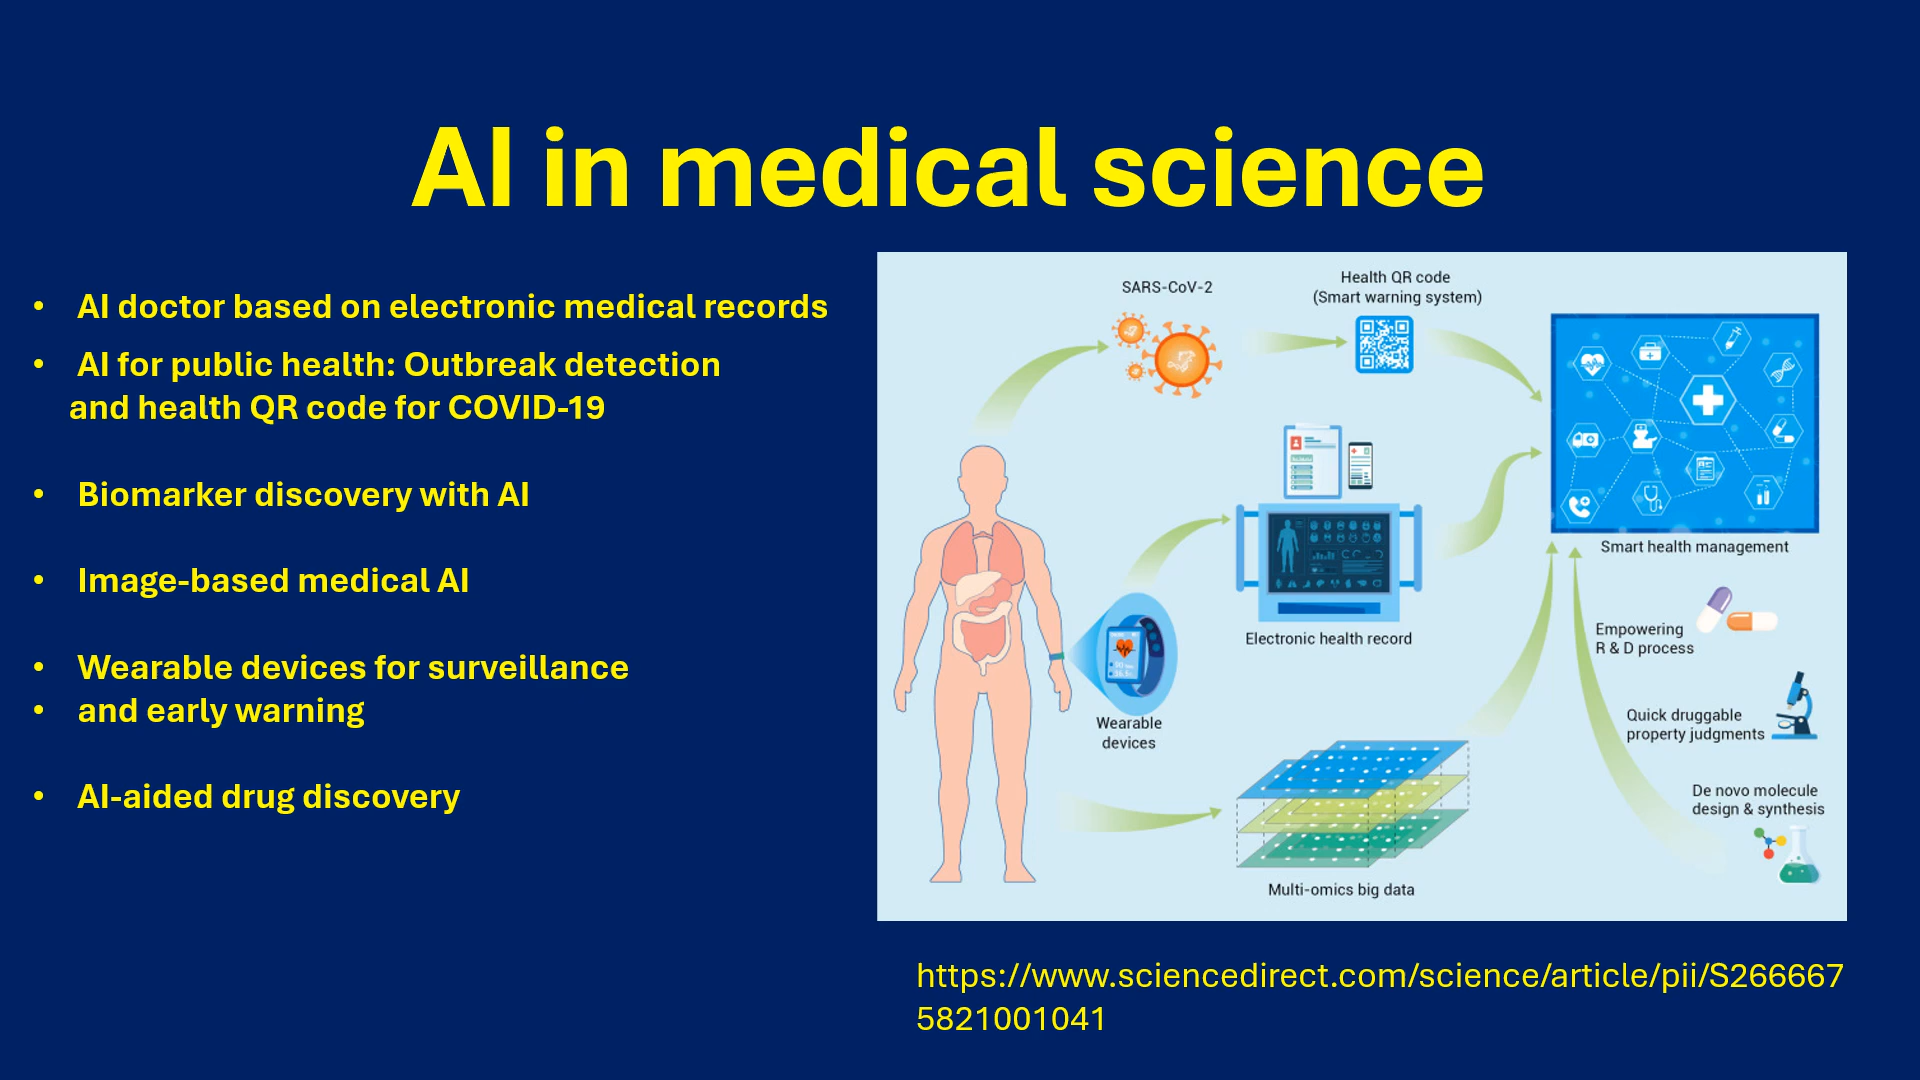 AI in medical science
• AI doctor based on electronic medical records
• AI for public health: Outbreak detection
and health QR code for COVID-19
• Biomarker discovery with AI
• Image-based medical AI
• Wearable devices for surveillance
• and early warning
• AI-aided drug discovery
SARS-CoV-2
Health QR code
(Smart warning system)
Smart health management
Electronic health record
Wearable
devices
Empowering
R & D process
Quick druggable
property judgments
De novo molecule
design & synthesis
Multi-omics big data
https://www.sciencedirect.com/science/article/pii/S266667
5821001041